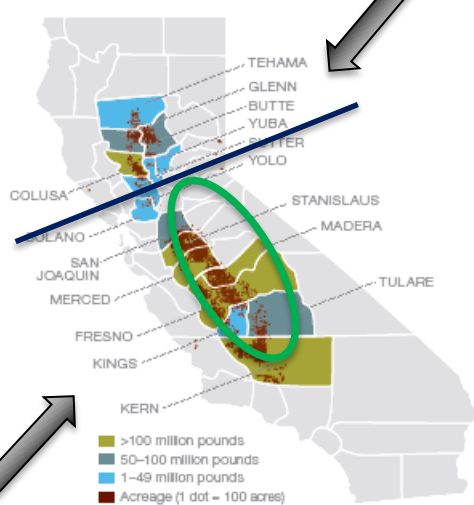 TEHAMA
GLENN
BUTTE
YUBA
SUTTER
YOLO
COLUSA
SOLANO
STANISLAUS
MADERA
SAN
JOAQUIN
TULARE
MERCED
FRESNO
KINGS
KERN
>100 million pounds
50–100 million pounds
1–49 million pounds
Acreage (1 dot = 100 acres)